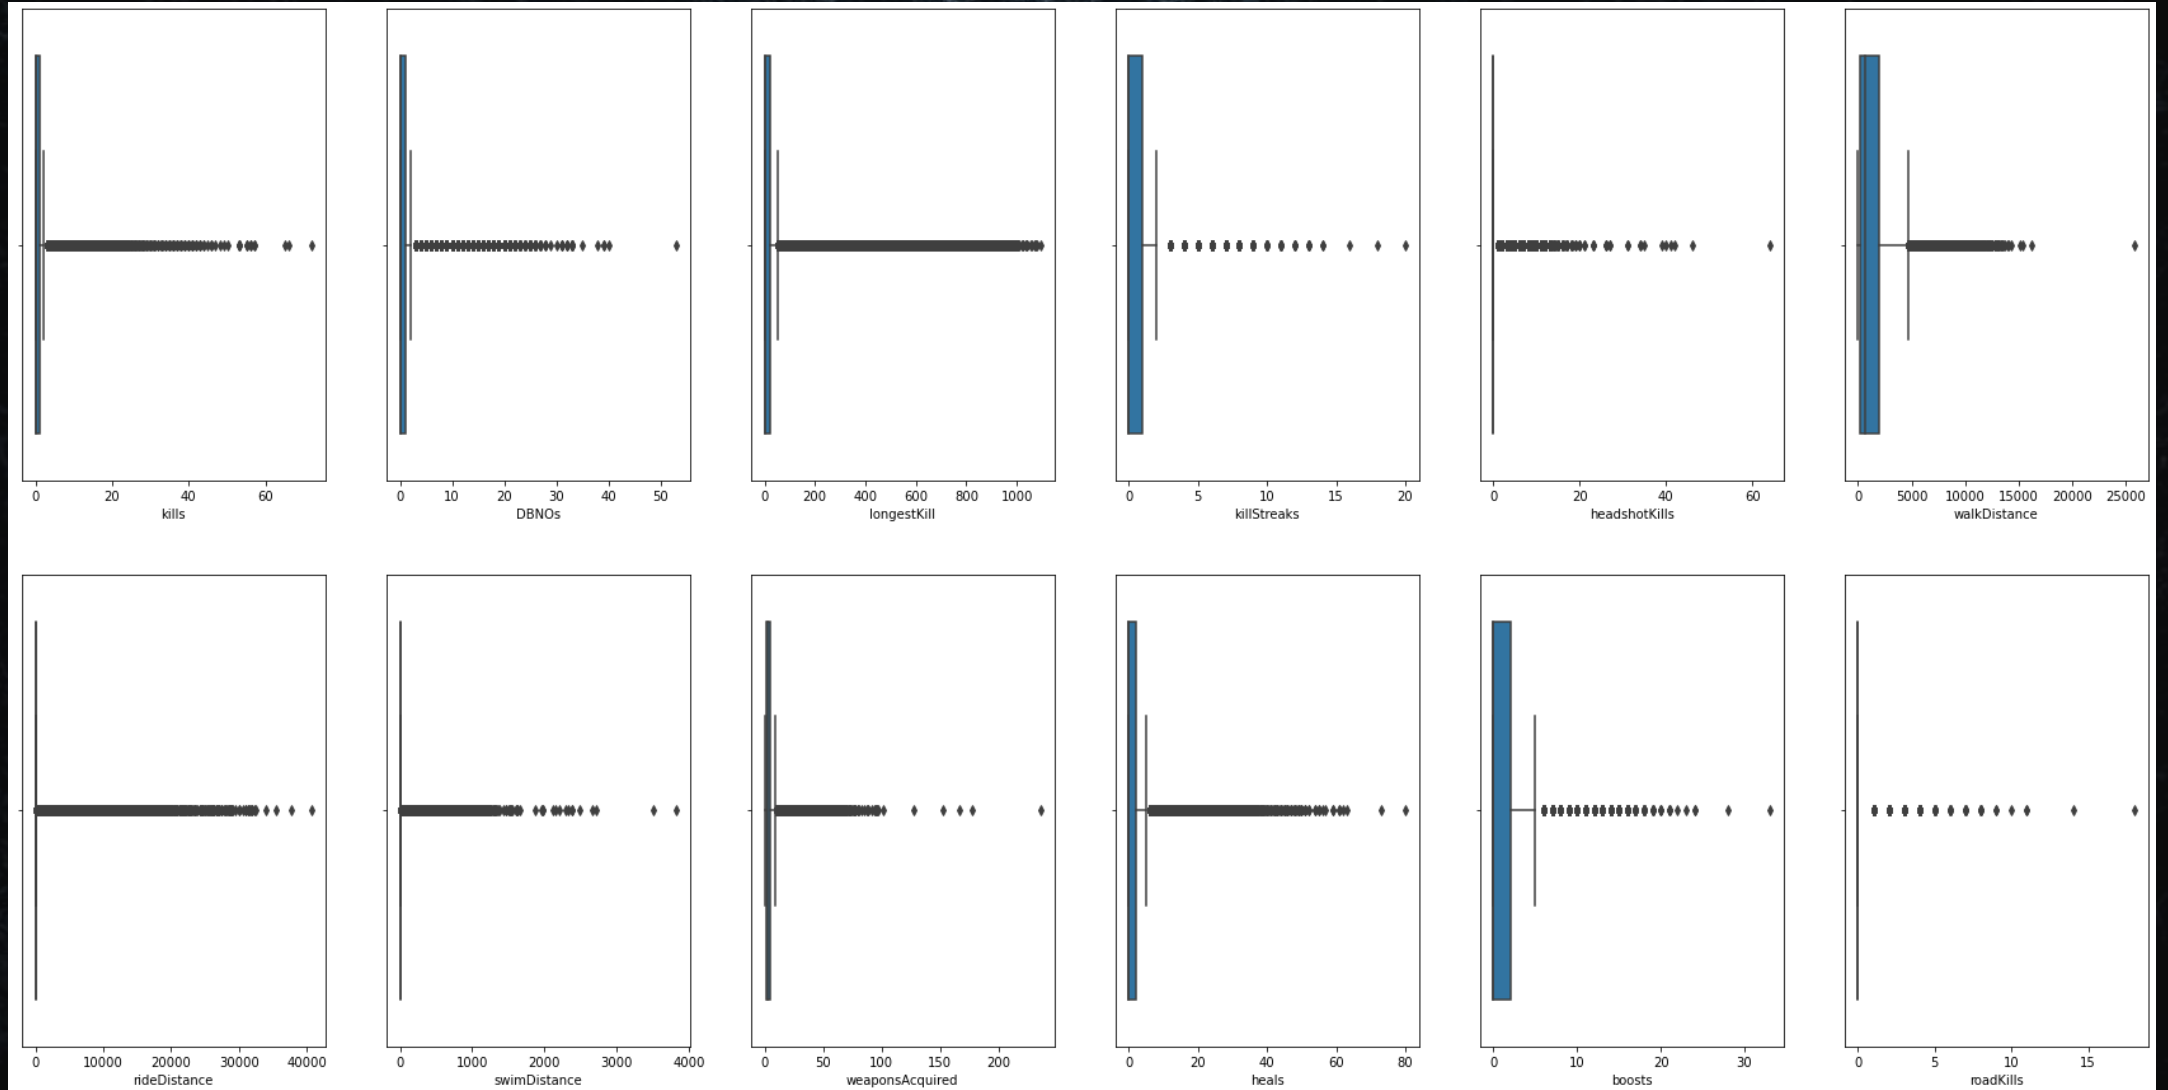 0 20 40 60
kills
0 10 20 30 40 50
DBNOs
0 200 400 600 800 1000
longestKill
0 5 10 15 20
killStreaks
0 20 40 60
headshotKills
0 5000 10000 15000 20000 25000
walkDistance
0 10000 20000 30000 40000
rideDistance
0 1000 2000 3000 4000
swimDistance
0 50 100 150 200
weaponsAcquired
0 20 40 60 80
heals
0 10 20 30
boosts
0 5 10 15
roadKills